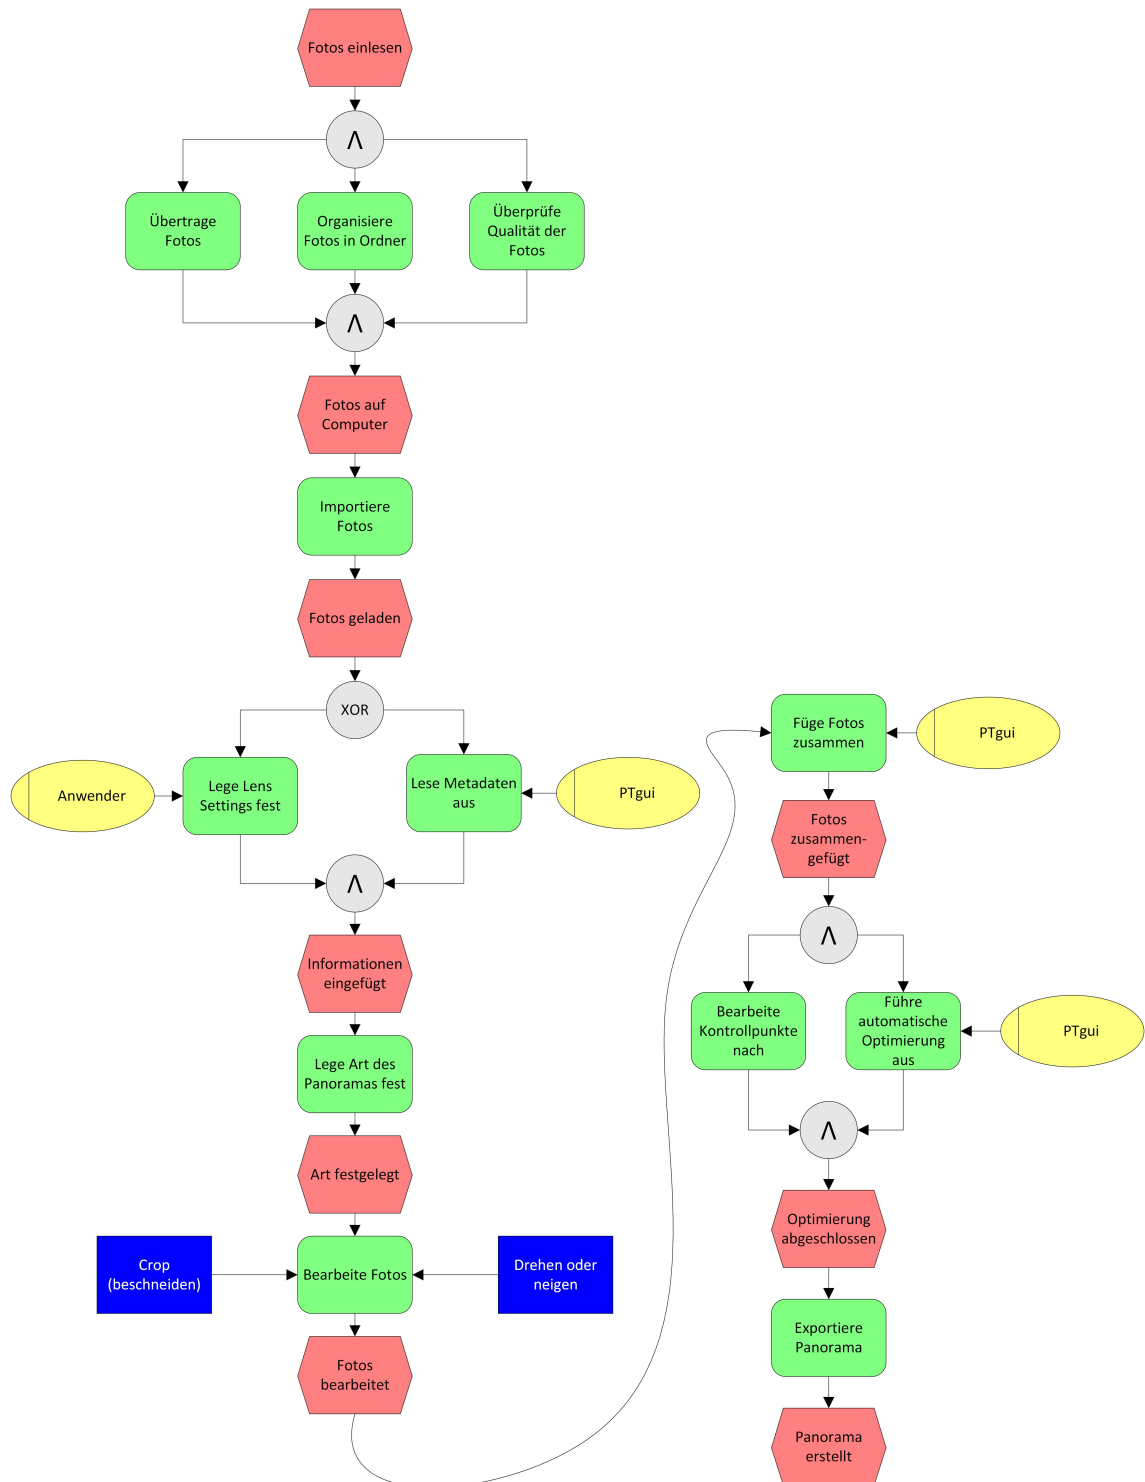 Fotos einlesen
Λ
Übertrage
Fotos
Organisiere
Fotos in Ordner
Überprüfe
Qualität der
Fotos
Λ
Fotos auf
Computer
Importiere
Fotos
Fotos geladen
XOR
Anwender
Lege Lens
Settings fest
Lese Metadaten
aus
PTgui
Λ
Informationen
eingefügt
Lege Art des
Panoramas fest
Art festgelegt
Crop
(beschneiden)
Bearbeite Fotos
Drehen oder
neigen
Fotos
bearbeitet
Füge Fotos
zusammen
PTgui
Fotos
zusammen-
gefügt
Λ
Bearbeite
Kontrollpunkte
nach
Führe
automatische
Optimierung
aus
PTgui
Λ
Optimierung
abgeschlossen
Exportiere
Panorama
Panorama
erstellt